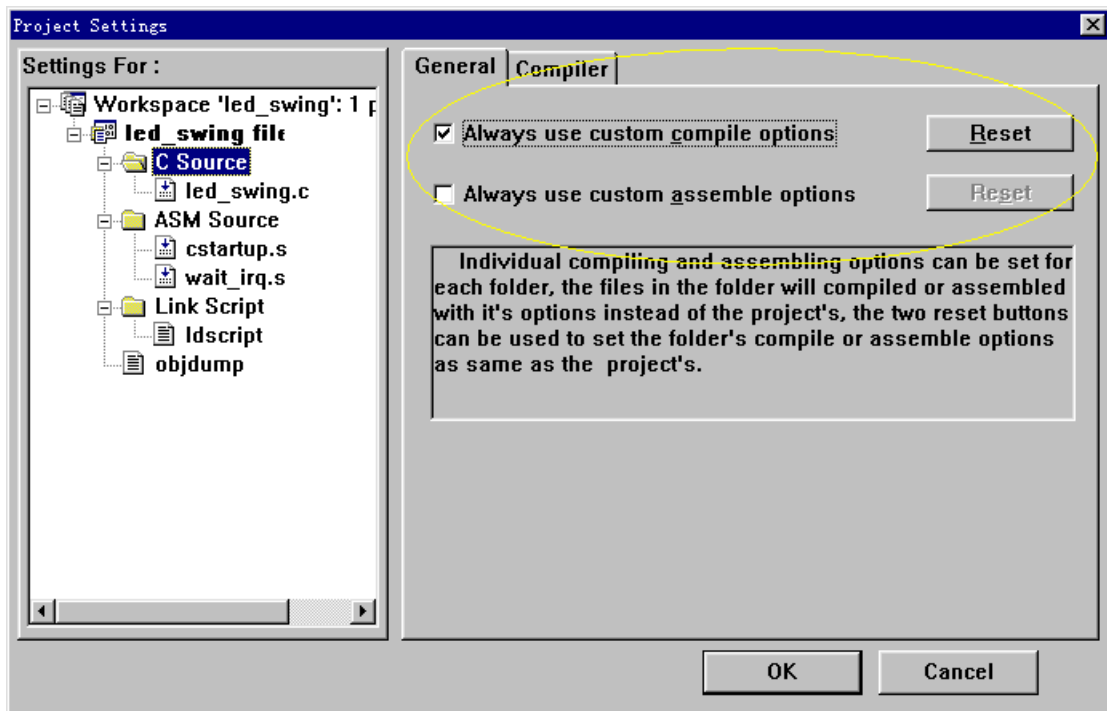 Project Settings
Settings For :
Workspace 'led_swing': 1 p
led_swing file
C Source
led_swing.c
ASM Source
cstartup.s
wait_irq.s
Link Script
ldscript
objdump
General
Compiler
Always use custom compile options
Reset
Always use custom assemble options
Reset
Individual compiling and assembling options can be set for
each folder, the files in the folder will compiled or assembled
with it's options instead of the project's, the two reset buttons
can be used to set the folder's compile or assemble options
as same as the project's.
OK
Cancel